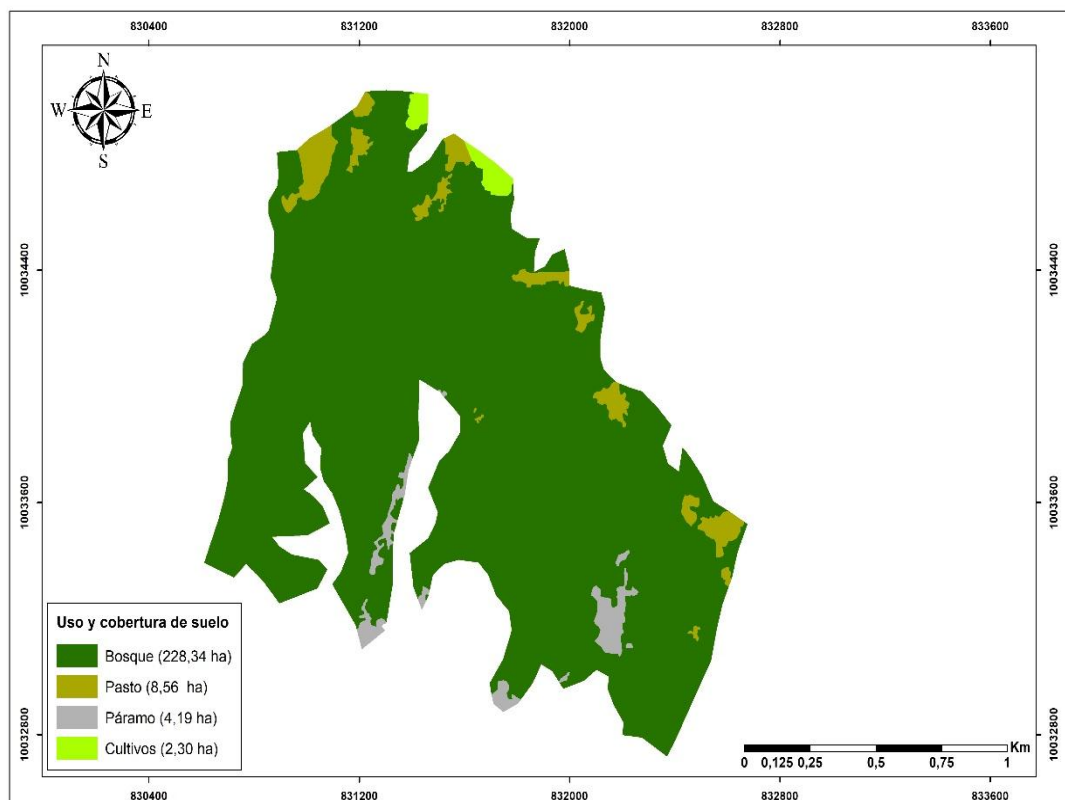 830400 831200 832000 832800 833600
N
W E
S
10034400 10034400
10033600 10033600
10032800 10032800
Uso y cobertura de suelo
Bosque (228,34 ha)
Pasto (8,56 ha)
Páramo (4,19 ha)
Cultivos (2,30 ha)
Km
0 0,125 0,25 0,5 0,75 1
830400 831200 832000 832800 833600